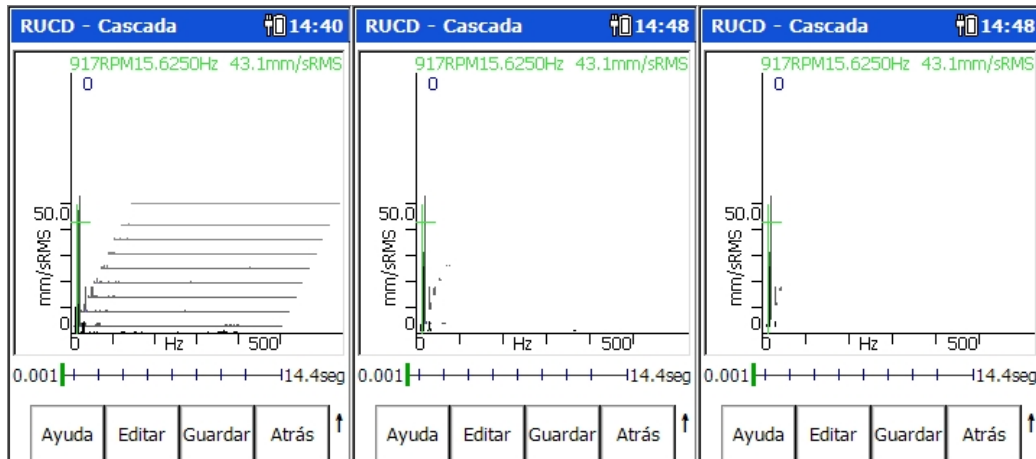 RUCD - Cascada 14:40
917RPM15.6250Hz 43.1mm/sRMS
0
50.0
mm/sRMS
0
0 Hz 500
0.001 14.4seg
Ayuda Editar Guardar Atrás ↑
RUCD - Cascada 14:48
917RPM15.6250Hz 43.1mm/sRMS
0
50.0
mm/sRMS
0
0 Hz 500
0.001 14.4seg
Ayuda Editar Guardar Atrás ↑
RUCD - Cascada 14:48
917RPM15.6250Hz 43.1mm/sRMS
0
50.0
mm/sRMS
0
0 Hz 500
0.001 14.4seg
Ayuda Editar Guardar Atrás ↑